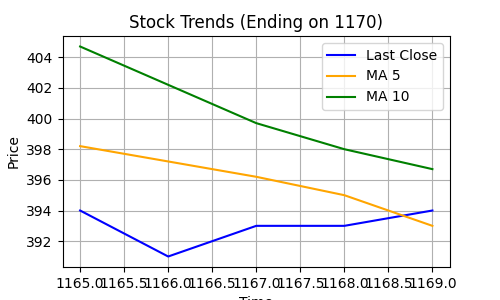 Stock Trends (Ending on 1170)
Last Close
MA 5
MA 10
Price
404
402
400
398
396
394
392
1165.0 1165.5 1166.0 1166.5 1167.0 1167.5 1168.0 1168.5 1169.0
Time